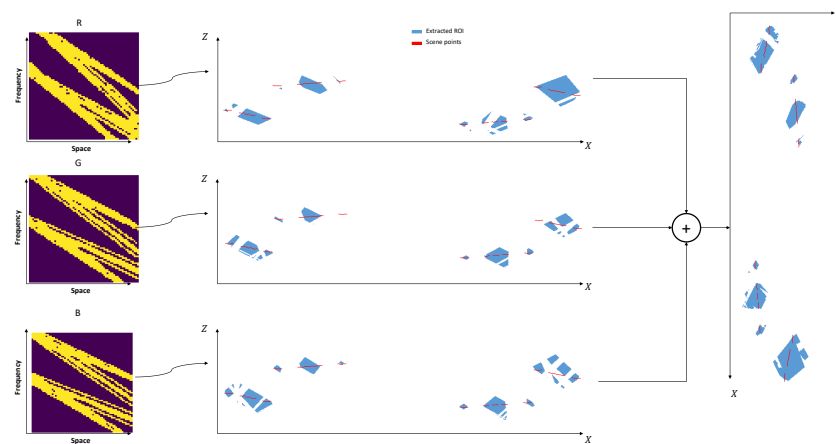 R
Frequency
Space
Z
X
Extracted ROI
Scene points
G
Frequency
Space
Z
X
+
B
Frequency
Space
Z
X
X